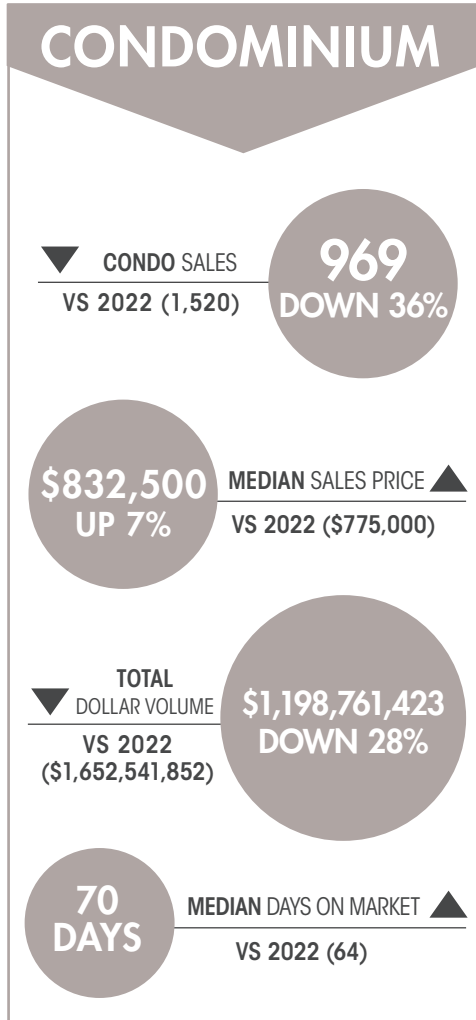 CONDOMINIUM
CONDO SALES
VS 2022 (1,520)
969
DOWN 36%
$832,500
UP 7%
MEDIAN SALES PRICE
VS 2022 ($775,000)
TOTAL
DOLLAR VOLUME
VS 2022
($1,652,541,852)
$1,198,761,423
DOWN 28%
70
DAYS
MEDIAN DAYS ON MARKET
VS 2022 (64)